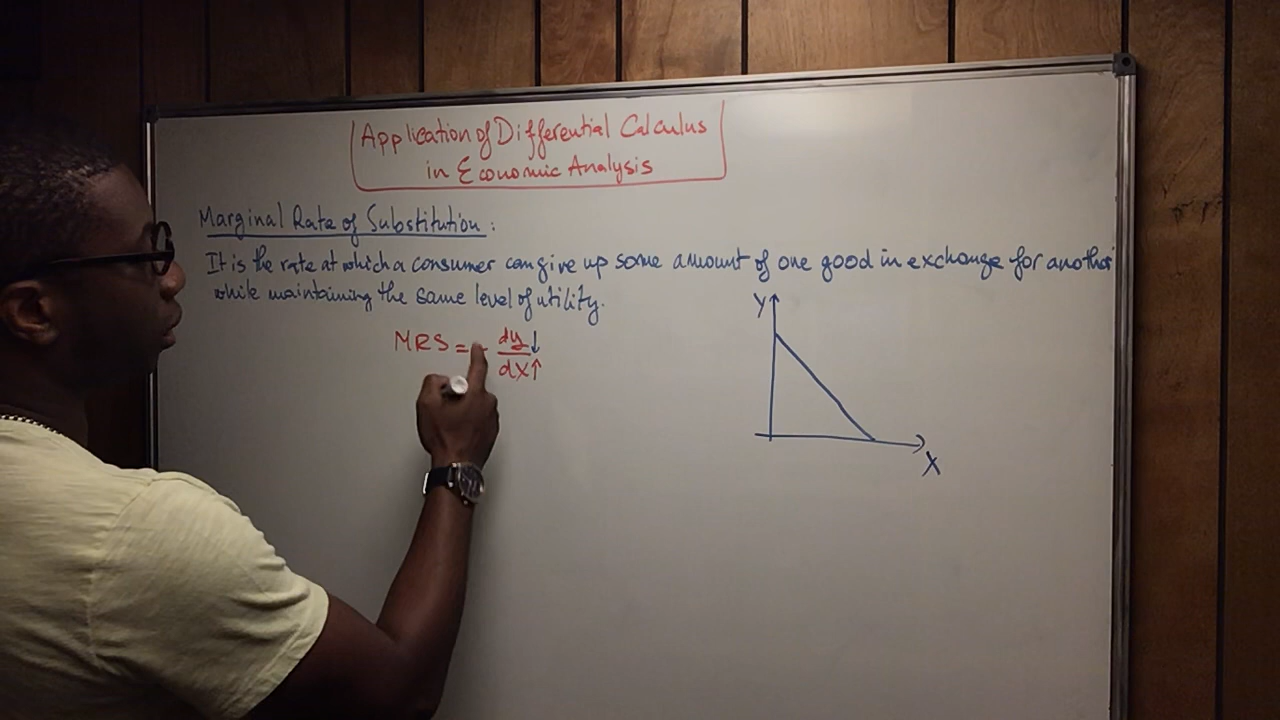 Application of Differential Calculus
in Economic Analysis
Marginal Rate of Substitution:
It is the rate at which a consumer can give up some amount of one good in exchange for another
while maintaining the same level of utility.
MRS = - dy↓
dX↑
Y
X